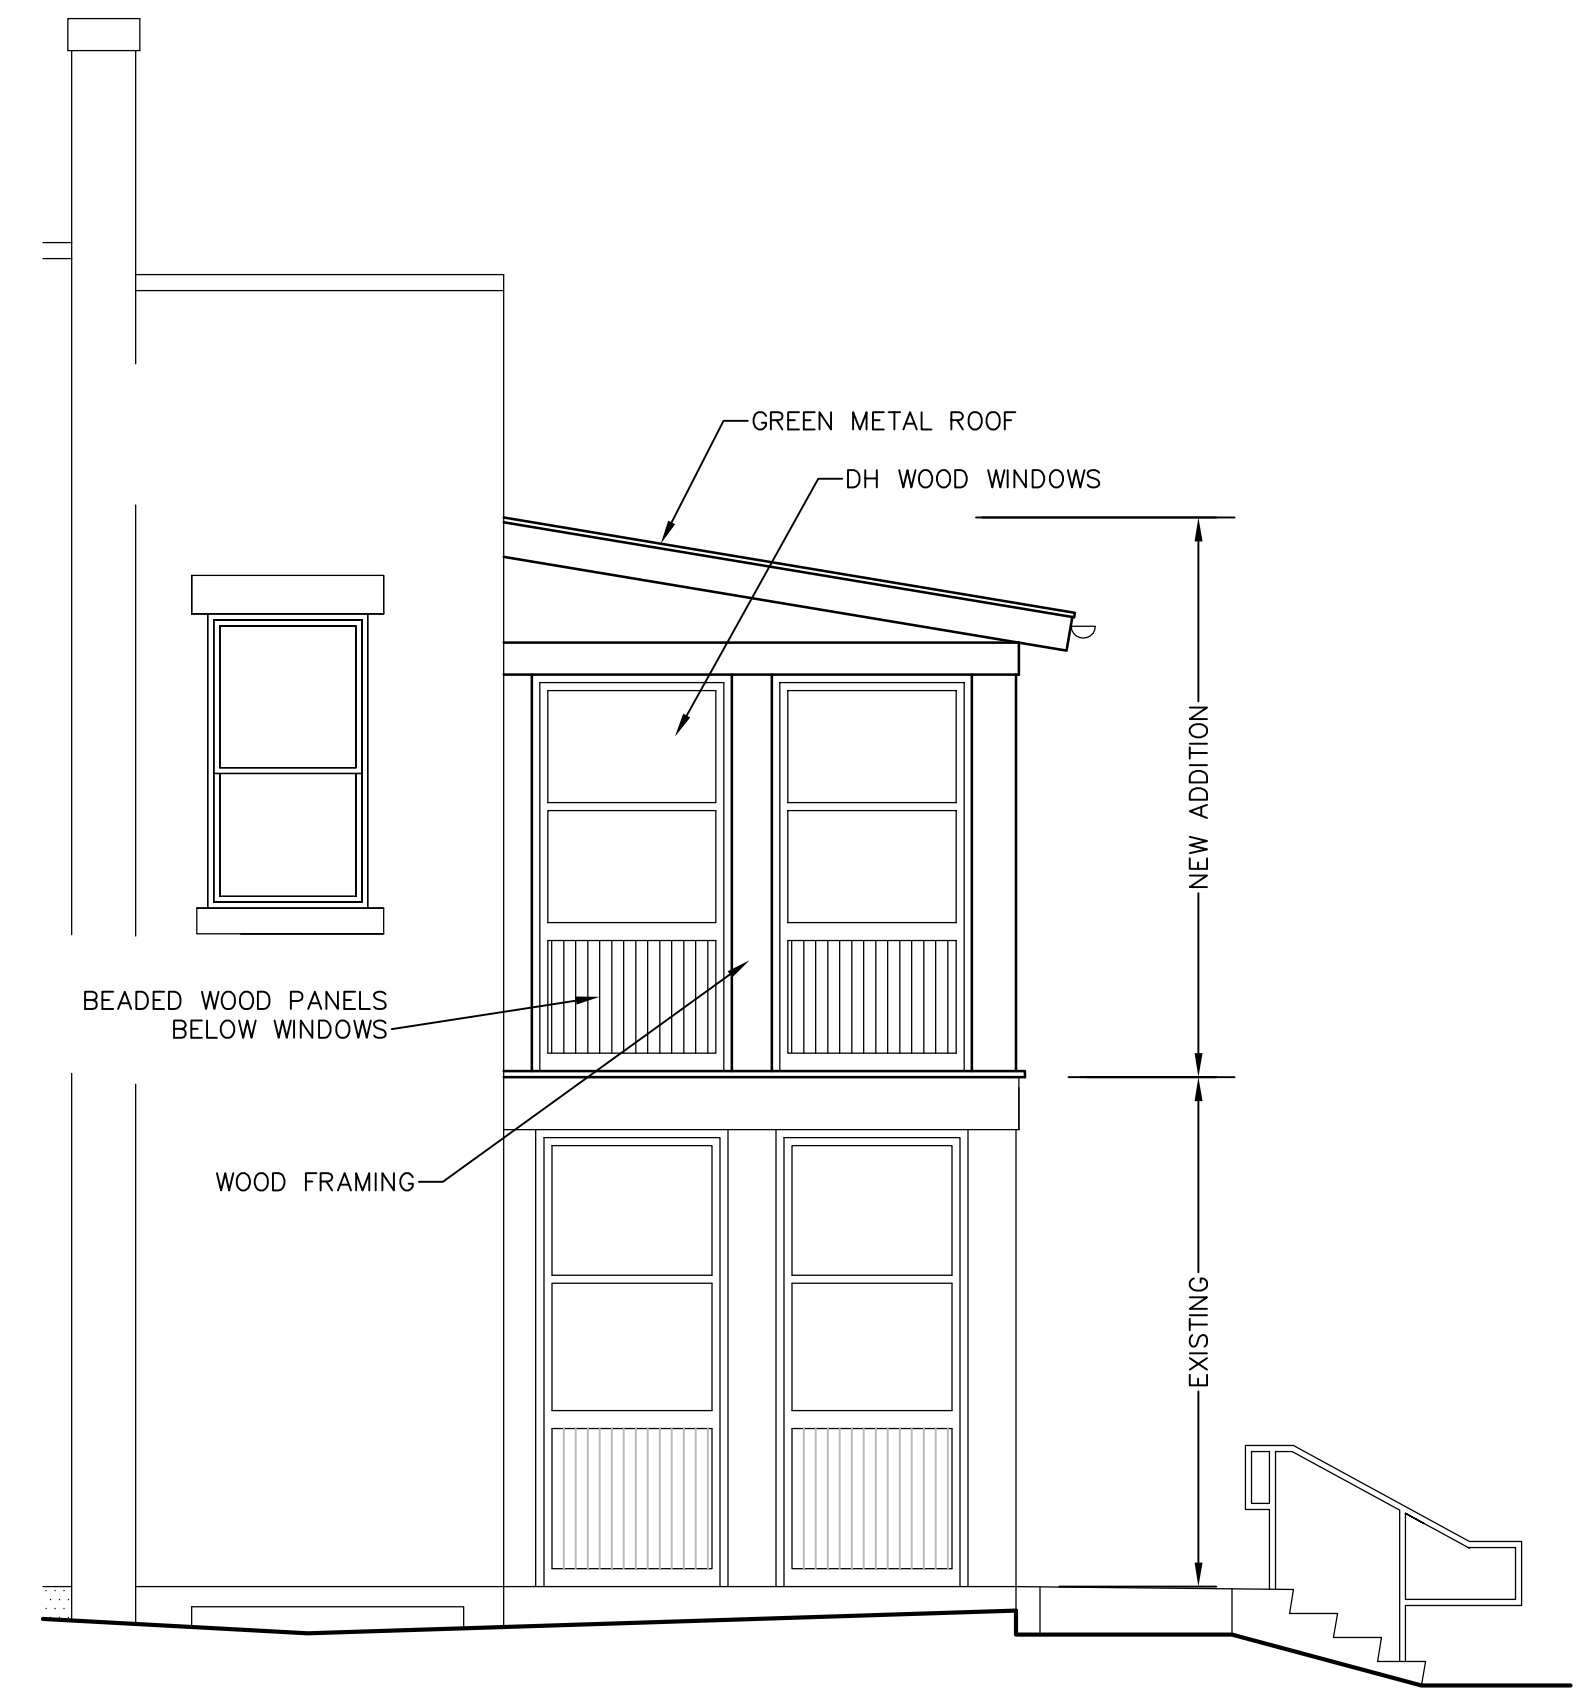 GREEN METAL ROOF
DH WOOD WINDOWS
NEW ADDITION
BEADED WOOD PANELS
BELOW WINDOWS
WOOD FRAMING
EXISTING